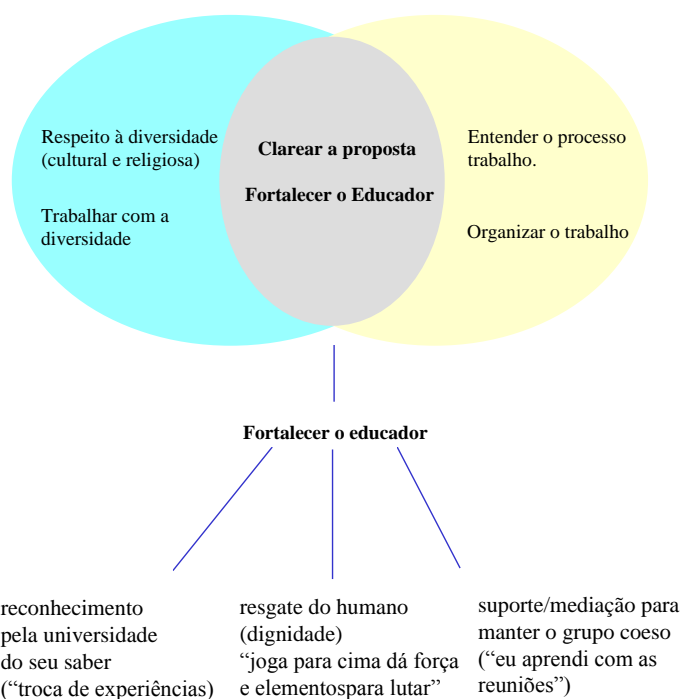 Respeito à diversidade
(cultural e religiosa)
Trabalhar com a
diversidade
Clarear a proposta
Fortalecer o Educador
Entender o processo
trabalho.
Organizar o trabalho
Fortalecer o educador
reconhecimento
pela universidade
do seu saber
(“troca de experiências)
resgate do humano
(dignidade)
“joga para cima dá força
e elementospara lutar”
suporte/mediação para
manter o grupo coeso
(“eu aprendi com as
reuniões”)